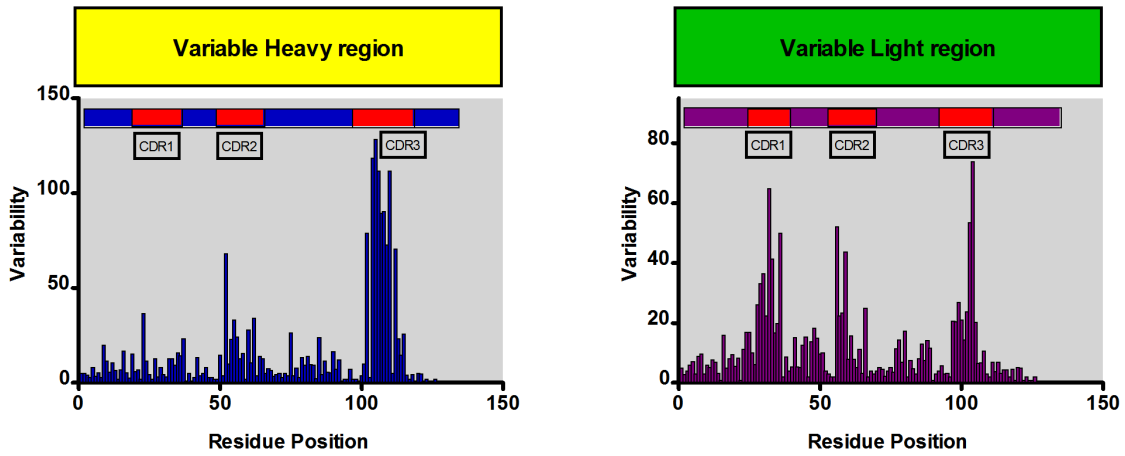 Variable Heavy region
150
100
50
0
Variability
CDR1
CDR2
CDR3
0
50
100
150
Residue Position
Variable Light region
80
60
40
20
0
Variability
CDR1
CDR2
CDR3
0
50
100
150
Residue Position